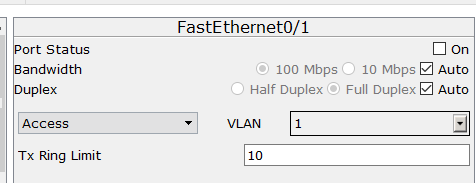 FastEthernet0/1
Port Status On
Bandwidth 100 Mbps 10 Mbps Auto
Duplex Half Duplex Full Duplex Auto
Access VLAN 1
Tx Ring Limit 10